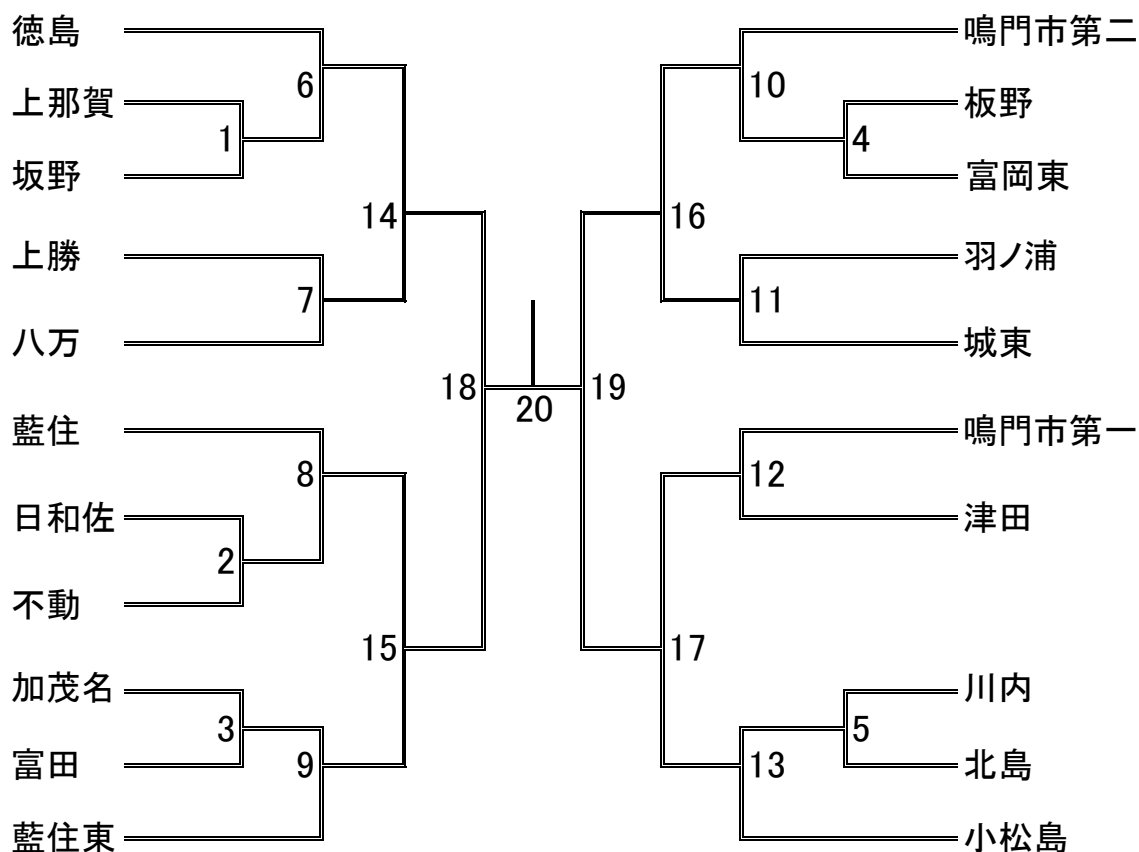 徳島
6
上那賀
1
坂野
14
上勝
7
八万
18
藍住
8
日和佐
2
不動
15
加茂名
3
富田
9
藍住東
20
鳴門市第二
10
板野
4
富岡東
16
羽ノ浦
11
城東
19
鳴門市第一
12
津田
17
川内
5
北島
13
小松島